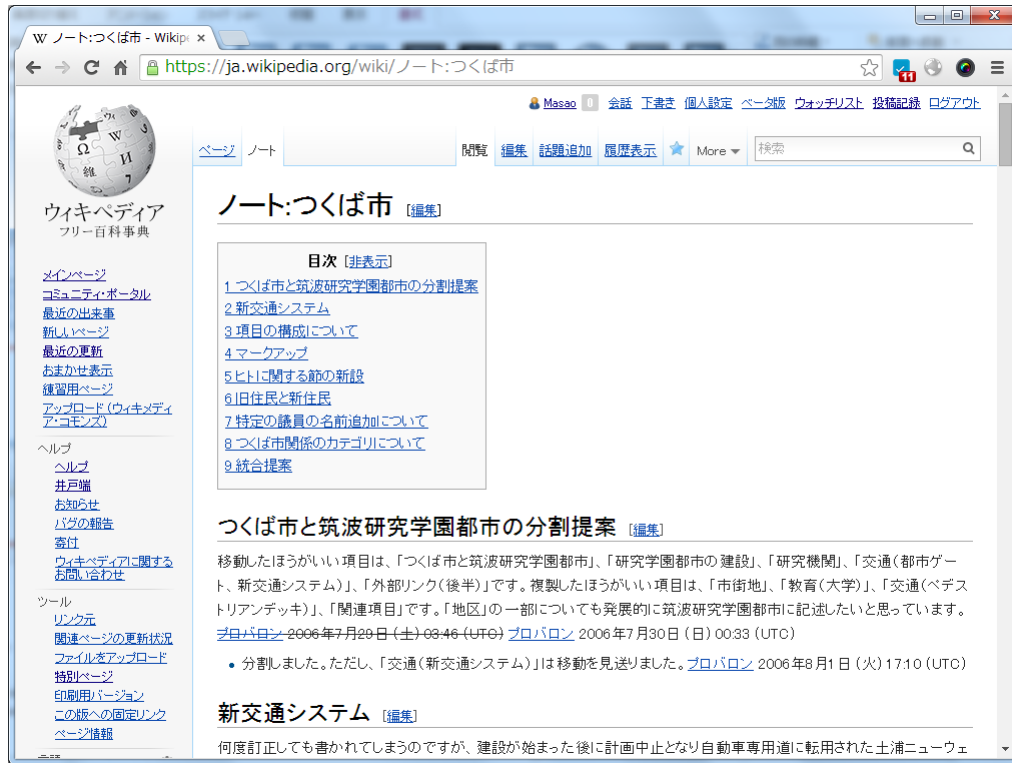 W ノート:つくば市 - Wikip
https://ja.wikipedia.org/wiki/ノート:つくば市
11
Masao 0 会話 下書き 個人設定 ベータ版 ウォッチリスト 投稿記録 ログアウト
ページ ノート 閲覧 編集 話題追加 履歴表示 More 検索
Ω W И 維 7
ウィキペディア
フリー百科事典
メインページ
コミュニティ・ポータル
最近の出来事
新しいページ
最近の更新
おまかせ表示
練習用ページ
アップロード (ウィキメディ
ア・コモンズ)
ヘルプ
ヘルプ
井戸端
お知らせ
バグの報告
寄付
ウィキペディアに関する
お問い合わせ
ツール
リンク元
関連ページの更新状況
ファイルをアップロード
特別ページ
印刷用バージョン
この版への固定リンク
ページ情報
ノート:つくば市 [編集]
目次 [非表示]
1 つくば市と筑波研究学園都市の分割提案
2 新交通システム
3 項目の構成について
4 マークアップ
5 ヒトに関する節の新設
6 旧住民と新住民
7 特定の議員の名前追加について
8 つくば市関係のカテゴリについて
9 統合提案
つくば市と筑波研究学園都市の分割提案 [編集]
移動したほうがいい項目は、「つくば市と筑波研究学園都市」、「研究学園都市の建設」、「研究機関」、「交通(都市ゲー
ト、新交通システム)」、「外部リンク(後半)」です。複製したほうがいい項目は、「市街地」、「教育(大学)」、「交通(ペデス
トリアンデッキ)」、「関連項目」です。「地区」の一部についても発展的に筑波研究学園都市に記述したいと思っています。
プロバロン 2006年7月29日 (土) 03:46 (UTC) プロバロン 2006年7月30日 (日) 00:33 (UTC)
• 分割しました。ただし、「交通(新交通システム)」は移動を見送りました。プロバロン 2006年8月1日 (火) 17:10 (UTC)
新交通システム [編集]
何度訂正しても書かれてしまうのですが、建設が始まった後に計画中止となり自動車専用道に転用された土浦ニューウェ